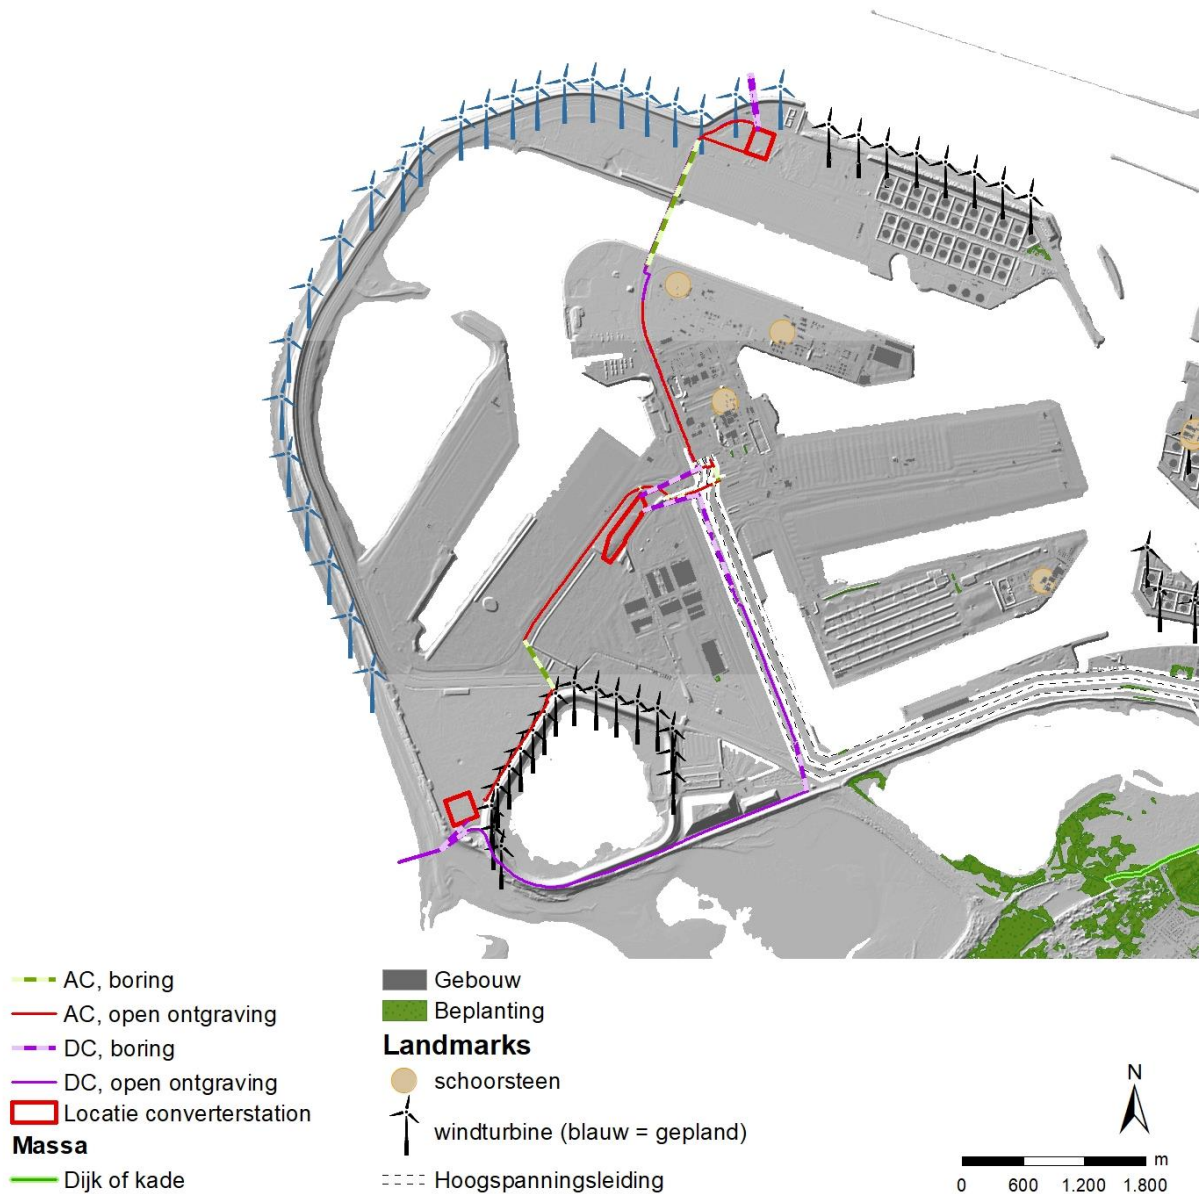 AC, boring
AC, open ontgraving
DC, boring
DC, open ontgraving
Locatie converterstation
Massa
Dijk of kade
Gebouw
Beplanting
Landmarks
schoorsteen
windturbine (blauw = gepland)
Hoogspanningsleiding
N
m
0 600 1.200 1.800